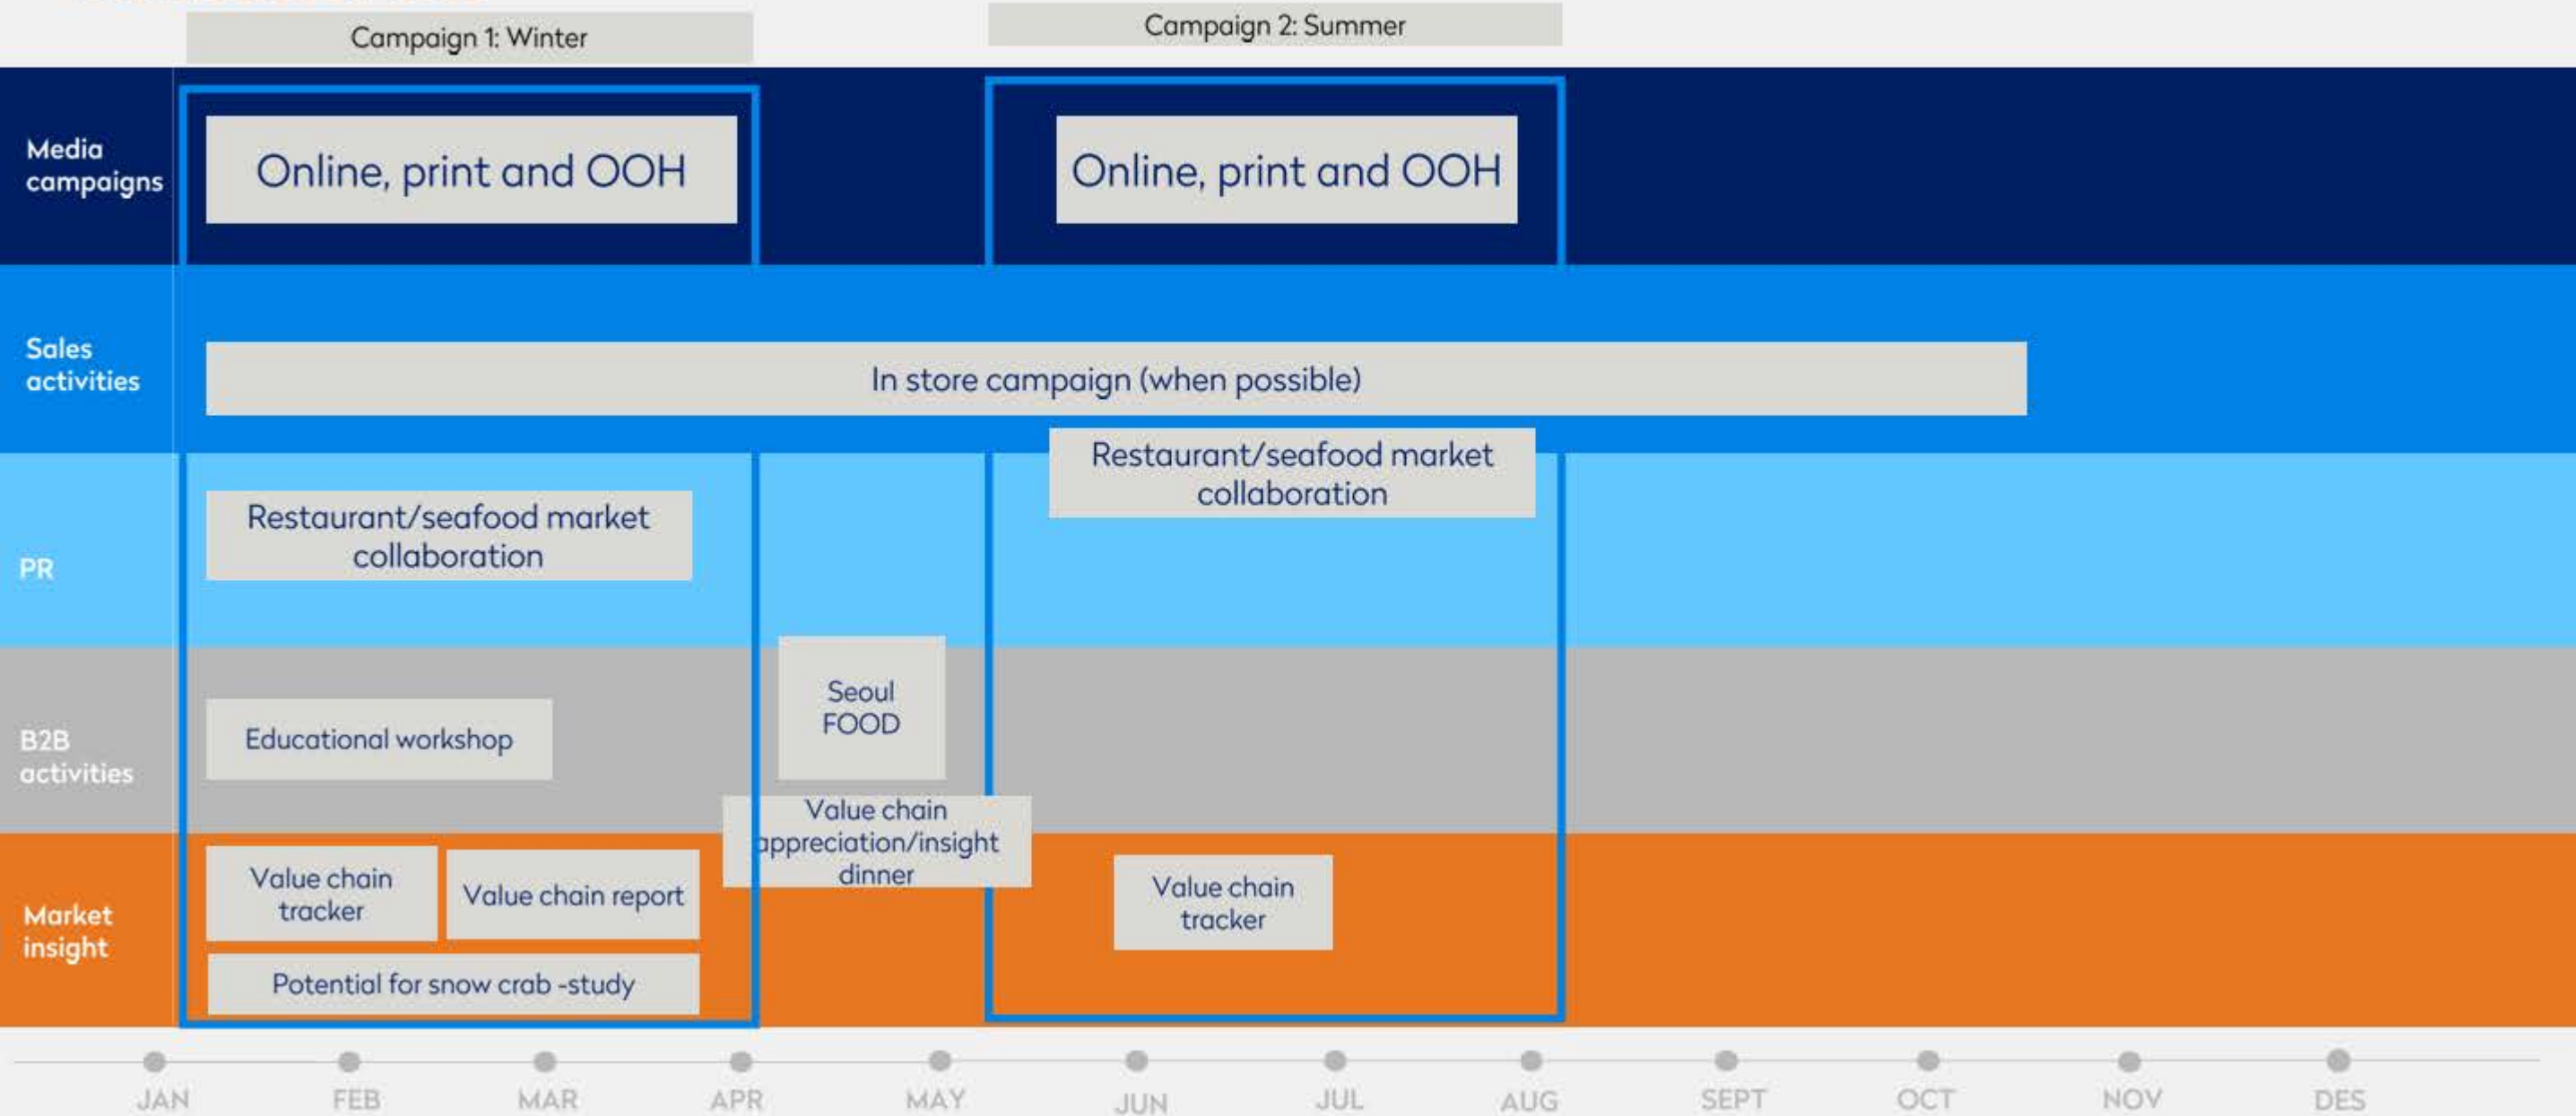 Campaign 1: Winter
Campaign 2: Summer
Media
campaigns
Online, print and OOH
Online, print and OOH
Sales
activities
In store campaign (when possible)
Restaurant/seafood market
collaboration
PR
Restaurant/seafood market
collaboration
B2B
activities
Educational workshop
Seoul
FOOD
Value chain
appreciation/insight
dinner
Market
insight
Value chain
tracker
Value chain report
Value chain
tracker
Potential for snow crab -study
JAN
FEB
MAR
APR
MAY
JUN
JUL
AUG
SEPT
OCT
NOV
DES